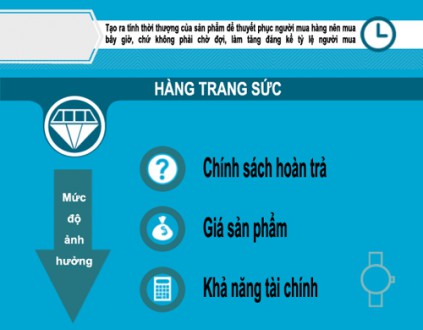 Tạo ra tính thời thượng của sản phẩm để thuyết phục người mua hàng nên mua
bây giờ, chứ không phải chờ đợi, làm tăng đáng kể tỷ lệ người mua
HÀNG TRANG SỨC
Chính sách hoàn trả
Giá sản phẩm
Khả năng tài chính
Mức
độ
ảnh
hưởng